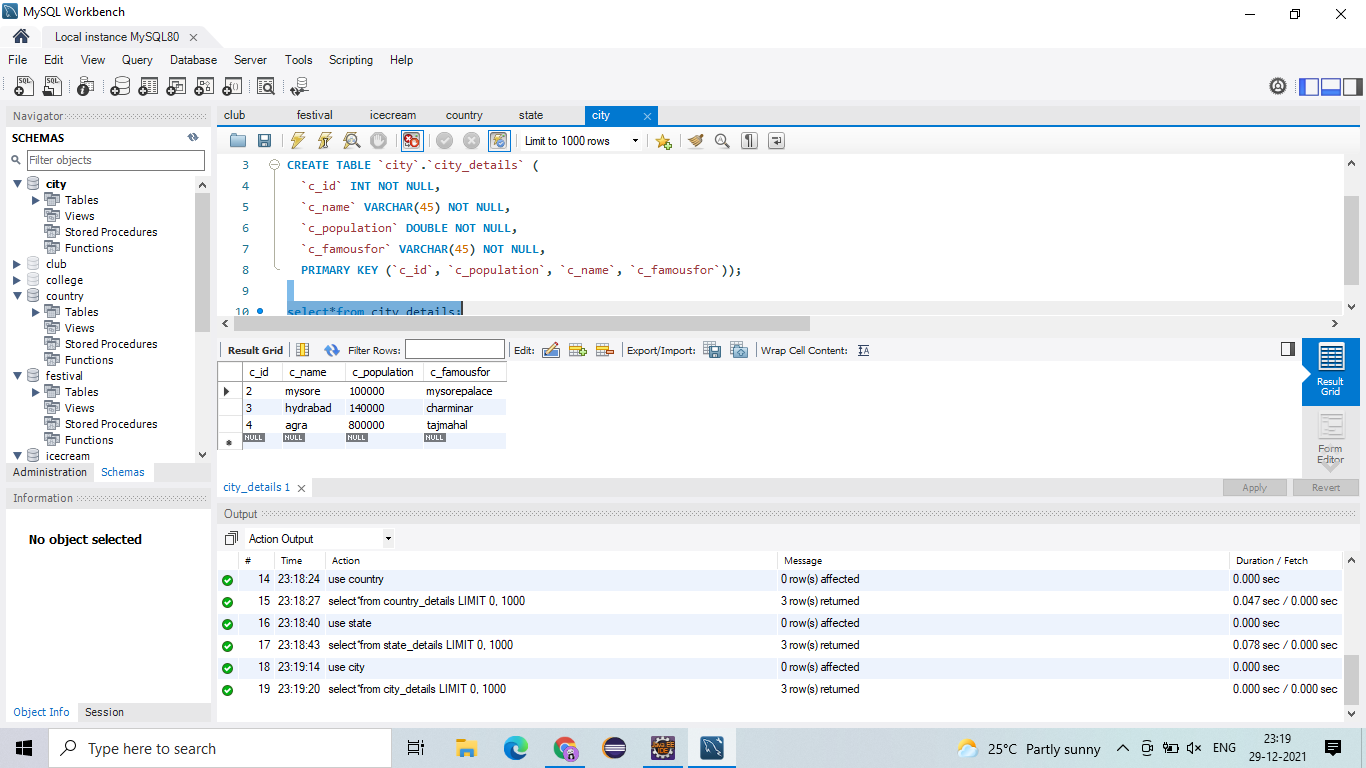 MySQL Workbench
Local instance MySQL80
File Edit View Query Database Server Tools Scripting Help
Navigator
SCHEMAS
Filter objects
city
Tables
Views
Stored Procedures
Functions
club
college
country
Tables
Views
Stored Procedures
Functions
festival
Tables
Views
Stored Procedures
Functions
icecream
Administration Schemas
Information
No object selected
Object Info Session
club festival icecream country state city
Limit to 1000 rows
3 CREATE TABLE `city`.`city_details` (
4 `c_id` INT NOT NULL,
5 `c_name` VARCHAR(45) NOT NULL,
6 `c_population` DOUBLE NOT NULL,
7 `c_famousfor` VARCHAR(45) NOT NULL,
8 PRIMARY KEY (`c_id`, `c_population`, `c_name`, `c_famousfor`));
9
10 select*from city_details;
Result Grid Filter Rows: Edit: Export/Import: Wrap Cell Content:
c_id c_name c_population c_famousfor
2 mysore 100000 mysorepalace
3 hydrabad 140000 charminar
4 agra 800000 tajmahal
NULL NULL NULL NULL
Result
Grid
Form
Editor
city_details 1 Apply Revert
Output
Action Output
# Time Action Message Duration / Fetch
14 23:18:24 use country 0 row(s) affected 0.000 sec
15 23:18:27 select*from country_details LIMIT 0, 1000 3 row(s) returned 0.047 sec / 0.000 sec
16 23:18:40 use state 0 row(s) affected 0.000 sec
17 23:18:43 select*from state_details LIMIT 0, 1000 3 row(s) returned 0.078 sec / 0.000 sec
18 23:19:14 use city 0 row(s) affected 0.000 sec
19 23:19:20 select*from city_details LIMIT 0, 1000 3 row(s) returned 0.000 sec / 0.000 sec
Type here to search
25°C Partly sunny ENG 23:19
29-12-2021